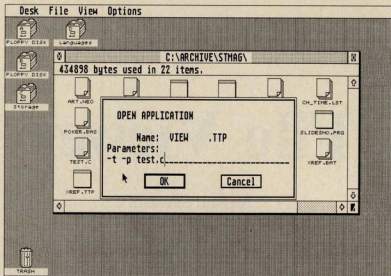 Desk File View Options
FLOPPY DISK
Languages
C:\ARCHIVE\STMAG\
434898 bytes used in 22 items.
FLOPPY DISK
ART.NEO
CH_TIME.LST
Storage
OPEN APPLICATION
POKER.BAS
SLIDESHO.PRG
Name: VIEW .TTP
Parameters:
-t -p test.c
TEST.C
XREF.BAT
OK
Cancel
XREF.TTP
TRASH